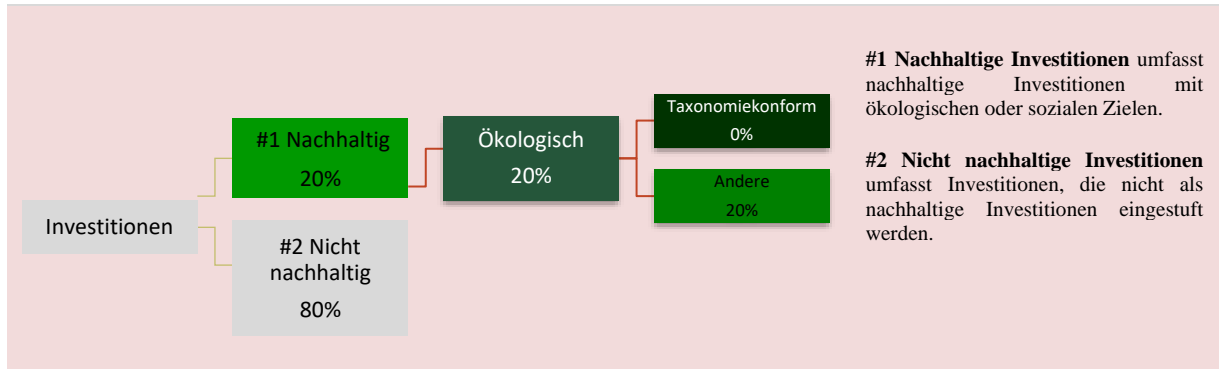 Investitionen
#1 Nachhaltig
20%
#2 Nicht
nachhaltig
80%
Ökologisch
20%
Taxonomiekonform
0%
Andere
20%
#1 Nachhaltige Investitionen umfasst
nachhaltige Investitionen mit
ökologischen oder sozialen Zielen.
#2 Nicht nachhaltige Investitionen
umfasst Investitionen, die nicht als
nachhaltige Investitionen eingestuft
werden.